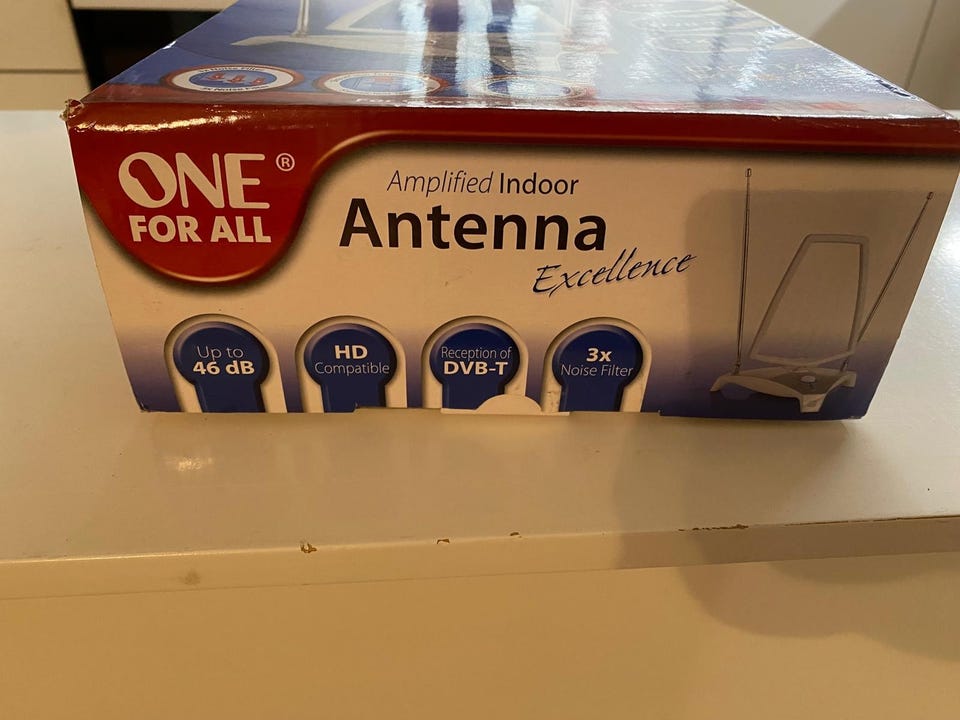 ONE®
FOR ALL
Amplified Indoor
Antenna
Excellence
Up to
46 dB
HD
Compatible
Reception of
DVB-T
3x
Noise Filter